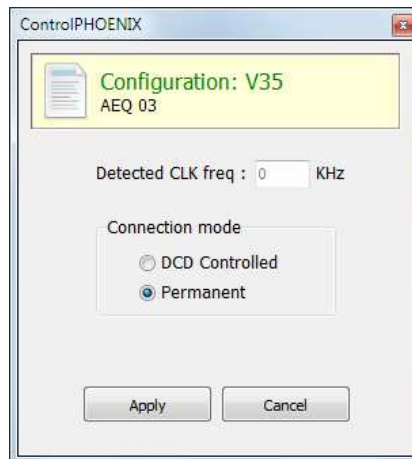 ControlPHOENIX
Configuration: V35
AEQ 03
Detected CLK freq : 0 KHz
Connection mode
DCD Controlled
Permanent
Apply Cancel